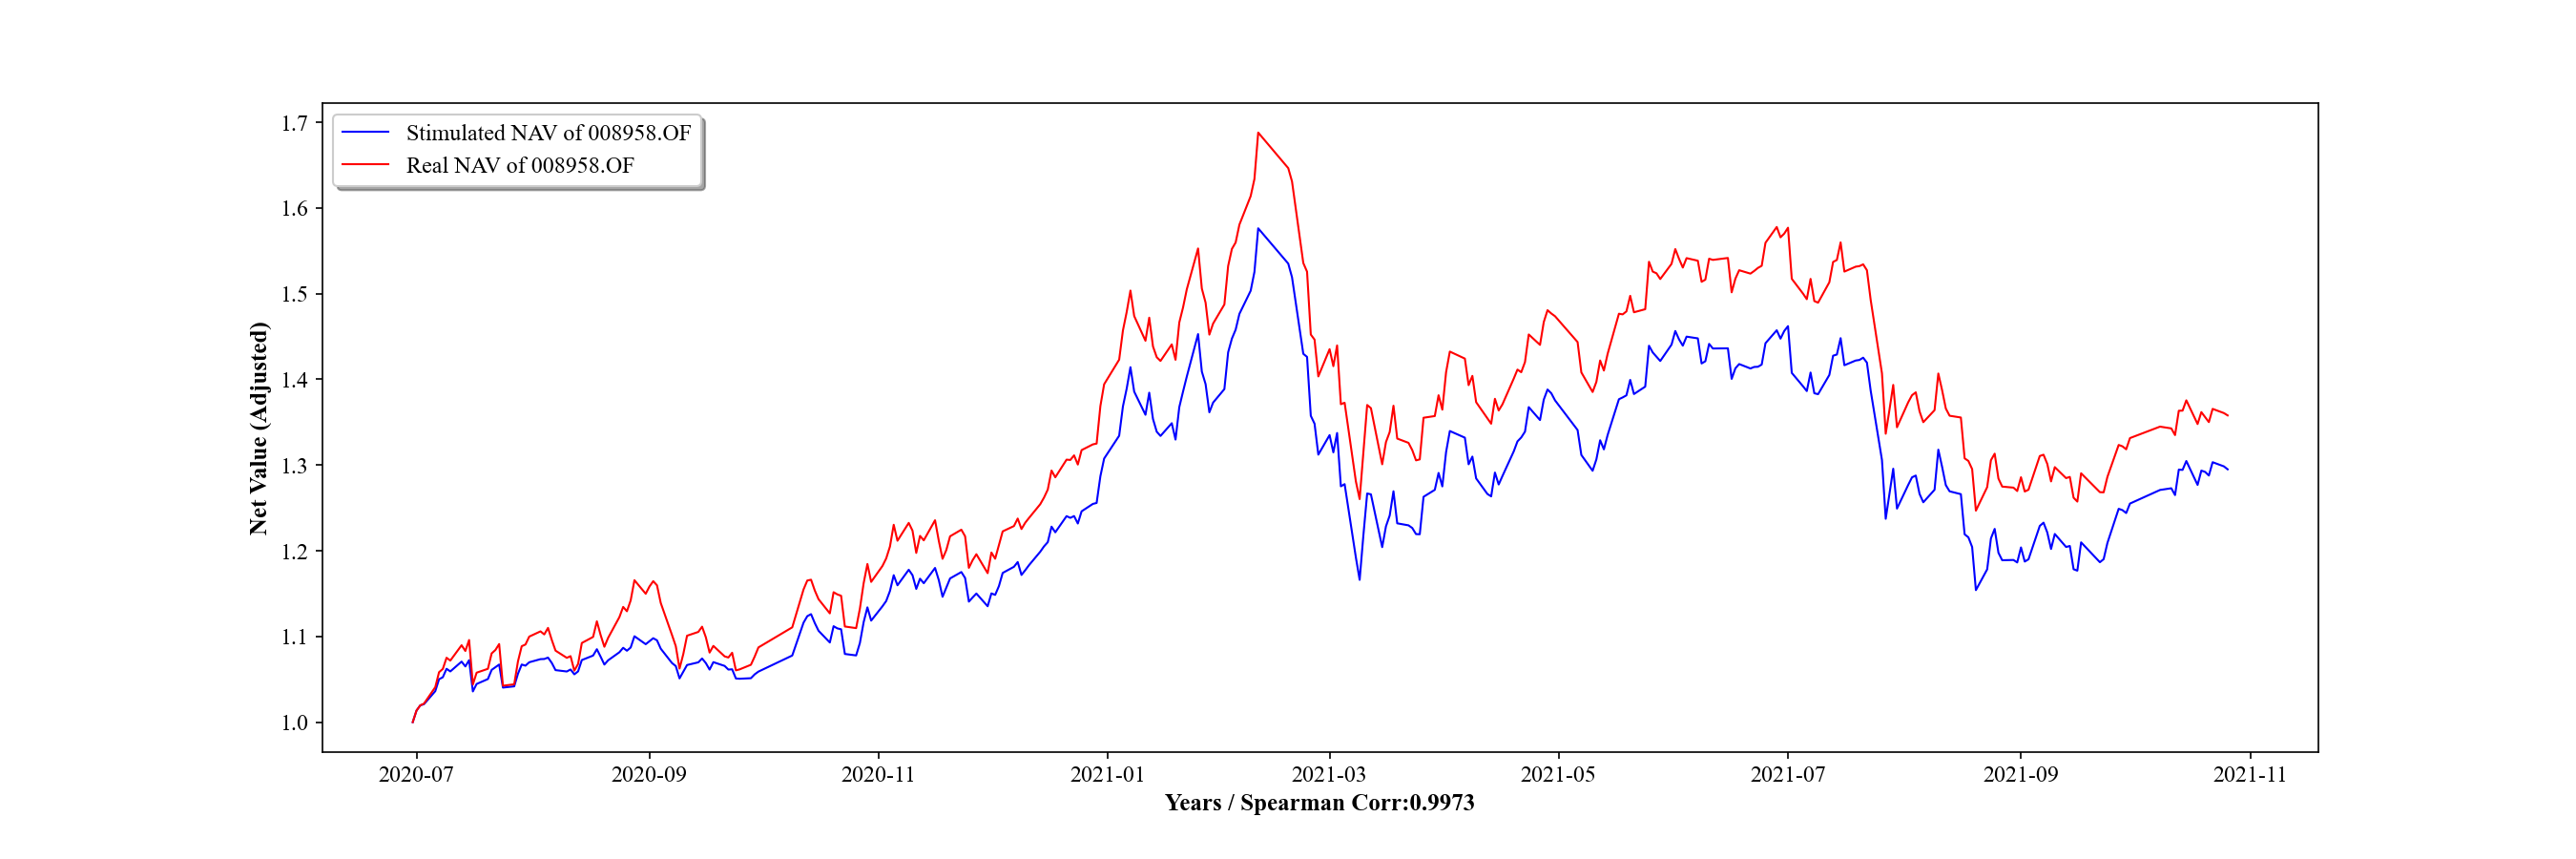 Stimulated NAV of 008958.OF
Real NAV of 008958.OF
1.7
1.6
1.5
1.4
1.3
1.2
1.1
1.0
Net Value (Adjusted)
2020-07 2020-09 2020-11 2021-01 2021-03 2021-05 2021-07 2021-09 2021-11
Years / Spearman Corr:0.9973